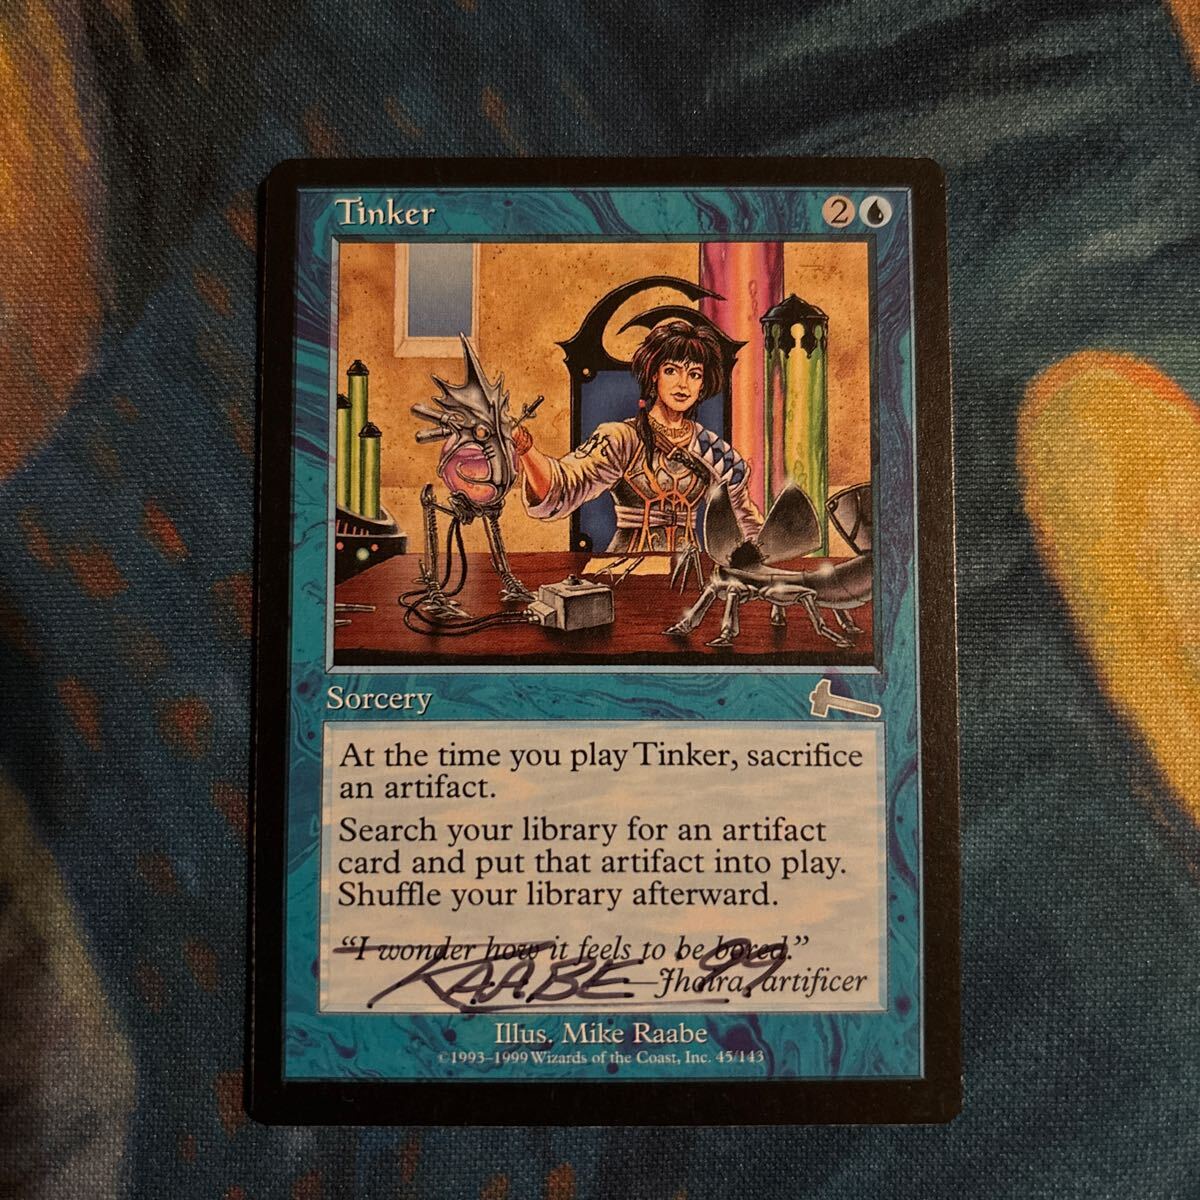 Tinker 2
Sorcery
At the time you play Tinker, sacrifice
an artifact.
Search your library for an artifact
card and put that artifact into play.
Shuffle your library afterward.
“I wonder how it feels to be bored.”
—Jhoira, artificer
RAABE 99
Illus. Mike Raabe
©1993–1999 Wizards of the Coast, Inc. 45/143